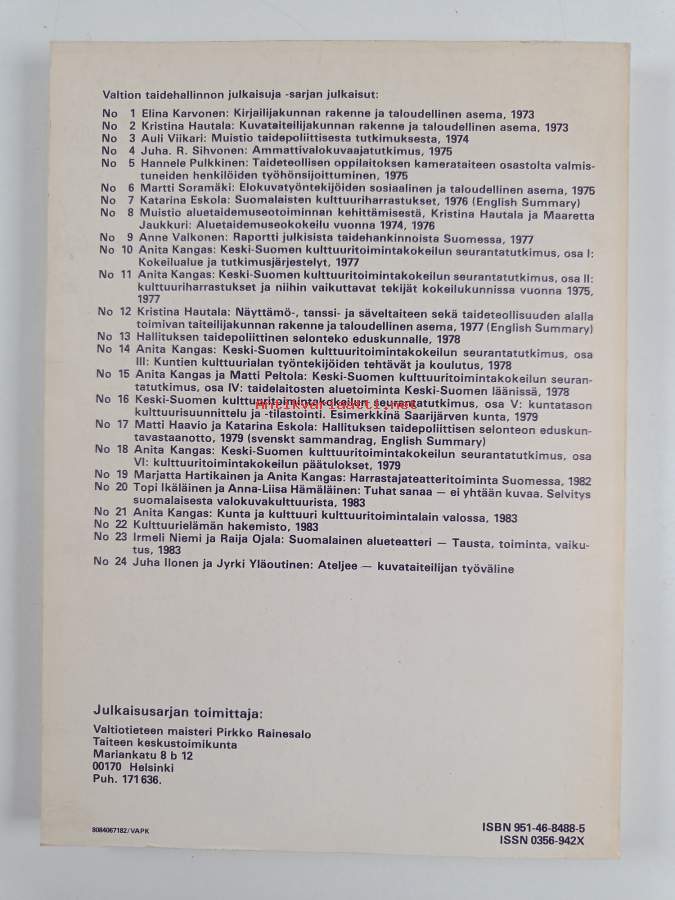 Valtion taidehallinnon julkaisuja -sarjan julkaisut:
No 1 Elina Karvonen: Kirjailijakunnan rakenne ja taloudellinen asema, 1973
No 2 Kristina Hautala: Kuvataiteilijakunnan rakenne ja taloudellinen asema, 1973
No 3 Auli Viikari: Muistio taidepoliittisesta tutkimuksesta, 1974
No 4 Juha. R. Sihvonen: Ammattivalokuvaajatutkimus, 1975
No 5 Hannele Pulkkinen: Taideteollisen oppilaitoksen kamerataiteen osastolta valmis-
tuneiden henkilöiden työhönsijoittuminen, 1975
No 6 Martti Soramäki: Elokuvatyöntekijöiden sosiaalinen ja taloudellinen asema, 1975
No 7 Katarina Eskola: Suomalaisten kulttuuriharrastukset, 1976 (English Summary)
No 8 Muistio aluetaidemuseotoiminnan kehittämisestä, Kristina Hautala ja Maaretta
Jaukkuri: Aluetaidemuseokokeilu vuonna 1974, 1976
No 9 Anne Valkonen: Raportti julkisista taidehankinnoista Suomessa, 1977
No 10 Anita Kangas: Keski-Suomen kulttuuritoimintakokeilun seurantatutkimus, osa I:
Kokeilualue ja tutkimusjärjestelyt, 1977
No 11 Anita Kangas: Keski-Suomen kulttuuritoimintakokeilun seurantatutkimus, osa II:
kulttuuriharrastukset ja niihin vaikuttavat tekijät kokeilukunnissa vuonna 1975,
1977
No 12 Kristina Hautala: Näyttämö-, tanssi- ja säveltaiteen sekä taideteollisuuden alalla
toimivan taiteilijakunnan rakenne ja taloudellinen asema, 1977 (English Summary)
No 13 Hallituksen taidepoliittinen selonteko eduskunnalle, 1978
No 14 Anita Kangas: Keski-Suomen kulttuuritoimintakokeilun seurantatutkimus, osa
III: Kuntien kulttuurialan työntekijöiden tehtävät ja koulutus, 1978
No 15 Anita Kangas ja Matti Peltola: Keski-Suomen kulttuuritoimintakokeilun seuran-
tatutkimus, osa IV: taidelaitosten aluetoiminta Keski-Suomen läänissä, 1978
No 16 Keski-Suomen kulttuuritoimintakokeilun seurantatutkimus, osa V: kuntatason
antikvariaatti.net
kulttuurisuunnittelu ja -tilastointi. Esimerkkinä Saarijärven kunta, 1979
No 17 Matti Haavio ja Katarina Eskola: Hallituksen taidepoliittisen selonteon eduskun-
tavastaanotto, 1979 (svenskt sammandrag, English Summary)
No 18 Anita Kangas: Keski-Suomen kulttuuritoimintakokeilun seurantatutkimus, osa
VI: kulttuuritoimintakokeilun päätulokset, 1979
No 19 Marjatta Hartikainen ja Anita Kangas: Harrastajateatteritoiminta Suomessa, 1982
No 20 Topi Ikäläinen ja Anna-Liisa Hämäläinen: Tuhat sanaa — ei yhtään kuvaa. Selvitys
suomalaisesta valokuvakulttuurista, 1983
No 21 Anita Kangas: Kunta ja kulttuuri kulttuuritoimintalain valossa, 1983
No 22 Kulttuurielämän hakemisto, 1983
No 23 Irmeli Niemi ja Raija Ojala: Suomalainen alueteatteri — Tausta, toiminta, vaiku-
tus, 1983
No 24 Juha Ilonen ja Jyrki Yläoutinen: Ateljee — kuvataiteilijan työväline
Julkaisusarjan toimittaja:
Valtiotieteen maisteri Pirkko Rainesalo
Taiteen keskustoimikunta
Mariankatu 8 b 12
00170 Helsinki
Puh. 171 636.
8084067182/VAPK
ISBN 951-46-8488-5
ISSN 0356-942X